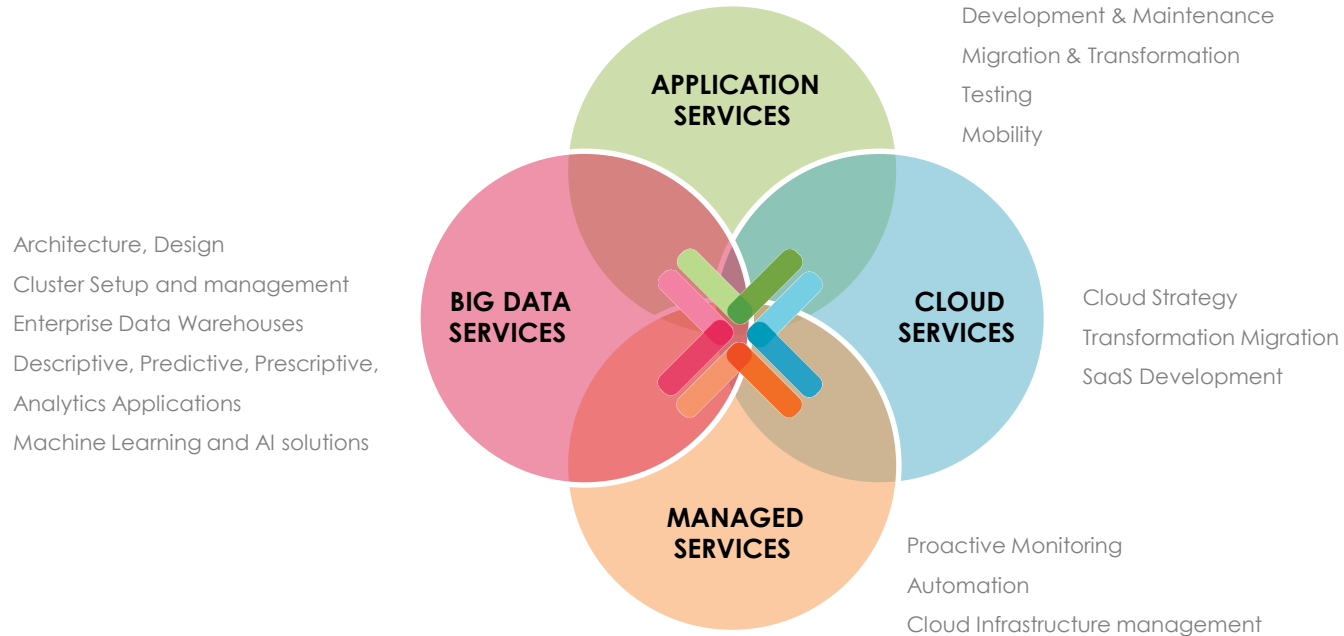 APPLICATION
SERVICES
Development & Maintenance
Migration & Transformation
Testing
Mobility
BIG DATA
SERVICES
Architecture, Design
Cluster Setup and management
Enterprise Data Warehouses
Descriptive, Predictive, Prescriptive,
Analytics Applications
Machine Learning and AI solutions
CLOUD
SERVICES
Cloud Strategy
Transformation Migration
SaaS Development
MANAGED
SERVICES
Proactive Monitoring
Automation
Cloud Infrastructure management